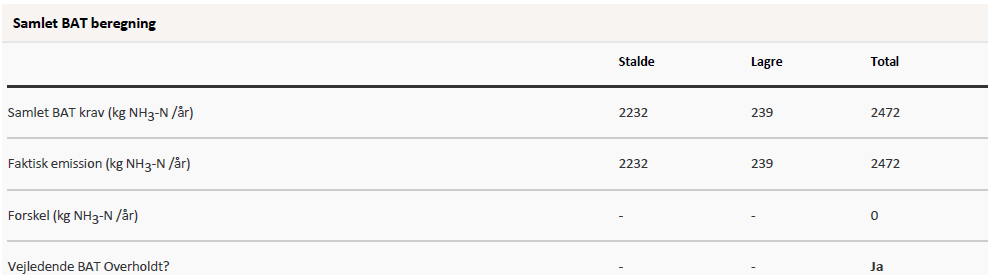 Samlet BAT beregning
Stalde Lagre Total
Samlet BAT krav (kg NH3-N /år) 2232 239 2472
Faktisk emission (kg NH3-N /år) 2232 239 2472
Forskel (kg NH3-N /år) - - 0
Vejledende BAT Overholdt? - - Ja